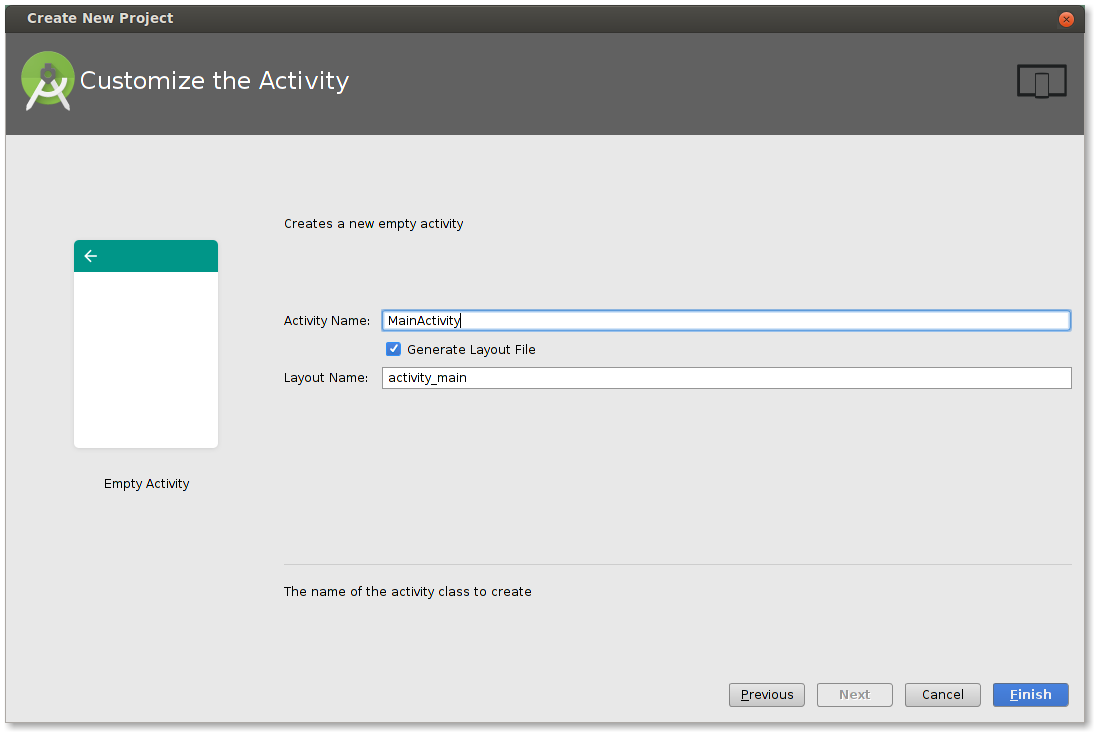 Create New Project
Customize the Activity
Creates a new empty activity
Activity Name: MainActivity
Generate Layout File
Layout Name: activity_main
Empty Activity
The name of the activity class to create
Previous Next Cancel Finish